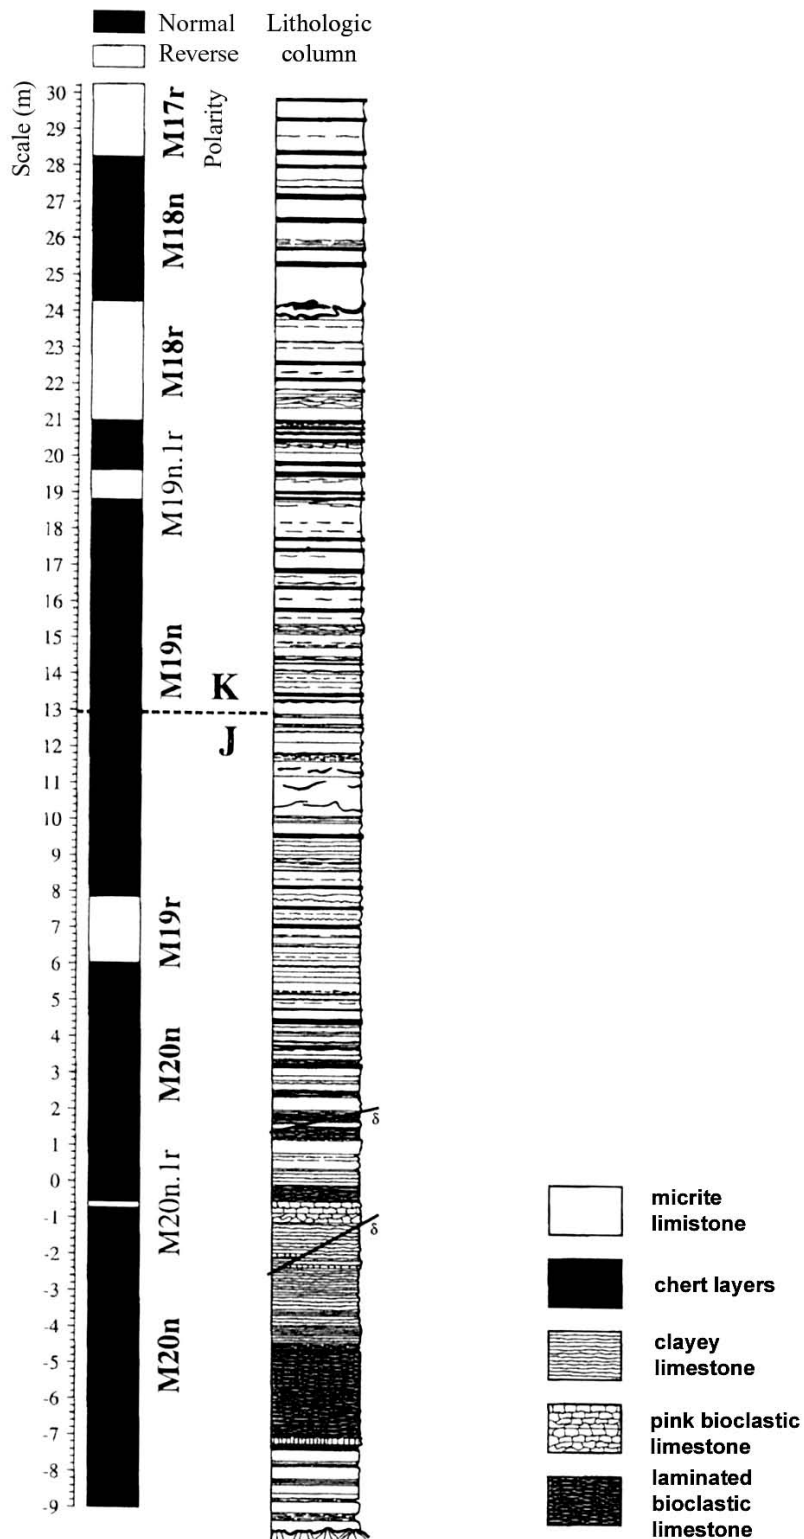 Normal
Reverse
Lithologic
column
Scale (m)
Polarity
30
29
28
27
26
25
24
23
22
21
20
19
18
17
16
15
14
13
12
11
10
9
8
7
6
5
4
3
2
1
0
-1
-2
-3
-4
-5
-6
-7
-8
-9
M17r
M18n
M18r
M19n.1r
M19n
K
J
M19r
M20n
M20n.1r
M20n
δ
δ
micrite
limistone
chert layers
clayey
limestone
pink bioclastic
limestone
laminated
bioclastic
limestone